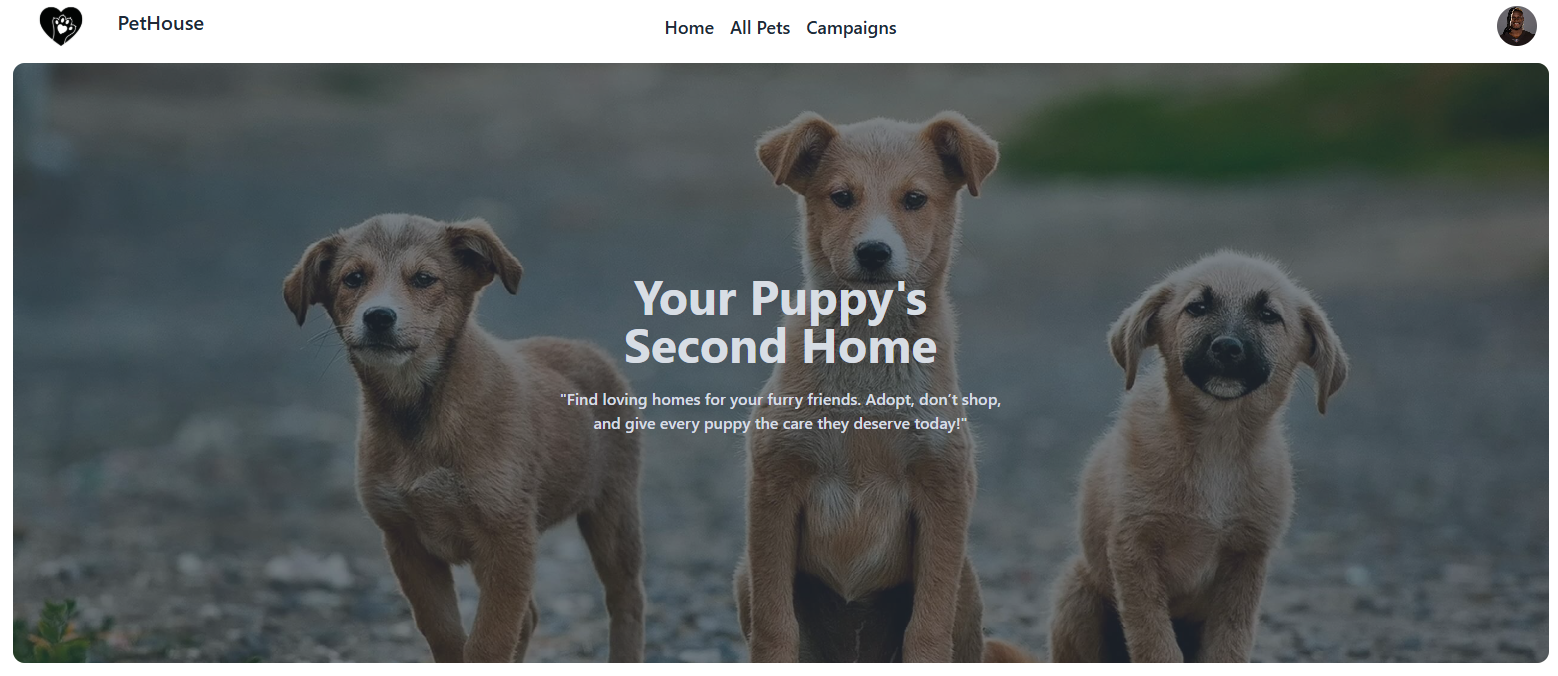 PetHouse
Home All Pets Campaigns
Your Puppy's
Second Home
"Find loving homes for your furry friends. Adopt, don’t shop,
and give every puppy the care they deserve today!"